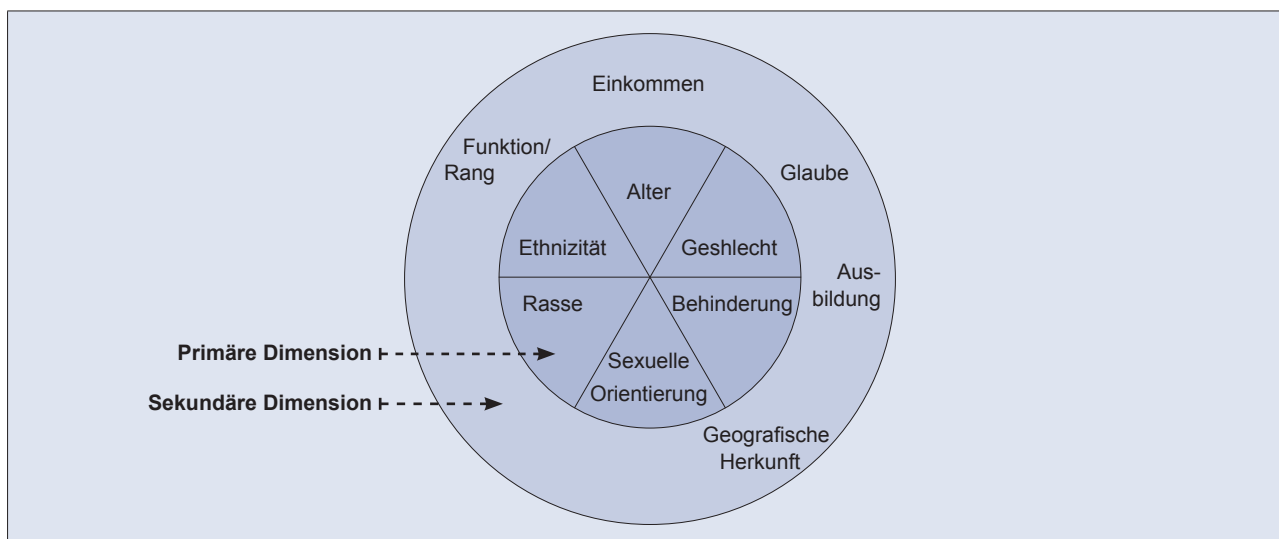 Einkommen
Funktion/
Rang
Glaube
Alter
Ethnizität
Geshlecht
Aus-
bildung
Rasse
Behinderung
Primäre Dimension
Sexuelle
Orientierung
Sekundäre Dimension
Geografische
Herkunft